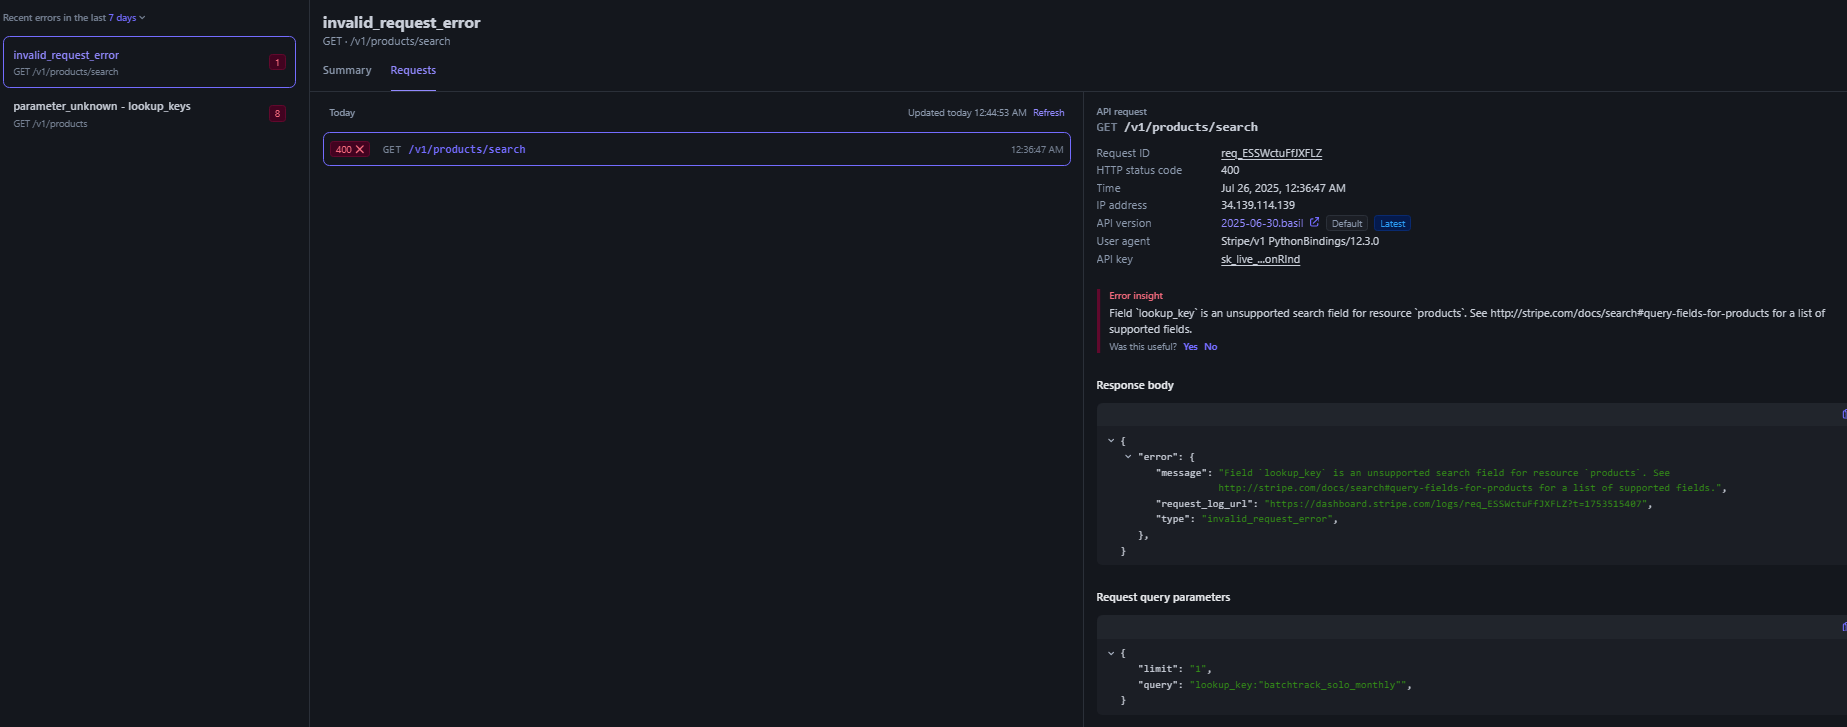 Recent errors in the last 7 days
invalid_request_error
GET /v1/products/search
1
parameter_unknown - lookup_keys
GET /v1/products
8
invalid_request_error
GET · /v1/products/search
Summary
Requests
Today
Updated today 12:44:53 AM Refresh
400 GET /v1/products/search 12:36:47 AM
API request
GET /v1/products/search
Request ID req_ESSWctuFfJXFLZ
HTTP status code 400
Time Jul 26, 2025, 12:36:47 AM
IP address 34.139.114.139
API version 2025-06-30.basil Default Latest
User agent Stripe/v1 PythonBindings/12.3.0
API key sk_live_...onRInd
Error insight
Field `lookup_key` is an unsupported search field for resource `products`. See http://stripe.com/docs/search#query-fields-for-products for a list of
supported fields.
Was this useful? Yes No
Response body
{
"error": {
"message": "Field `lookup_key` is an unsupported search field for resource `products`. See
http://stripe.com/docs/search#query-fields-for-products for a list of supported fields.",
"request_log_url": "https://dashboard.stripe.com/logs/req_ESSWctuFfJXFLZ?t=1753515407",
"type": "invalid_request_error",
},
}
Request query parameters
{
"limit": "1",
"query": "lookup_key:"batchtrack_solo_monthly"",
}